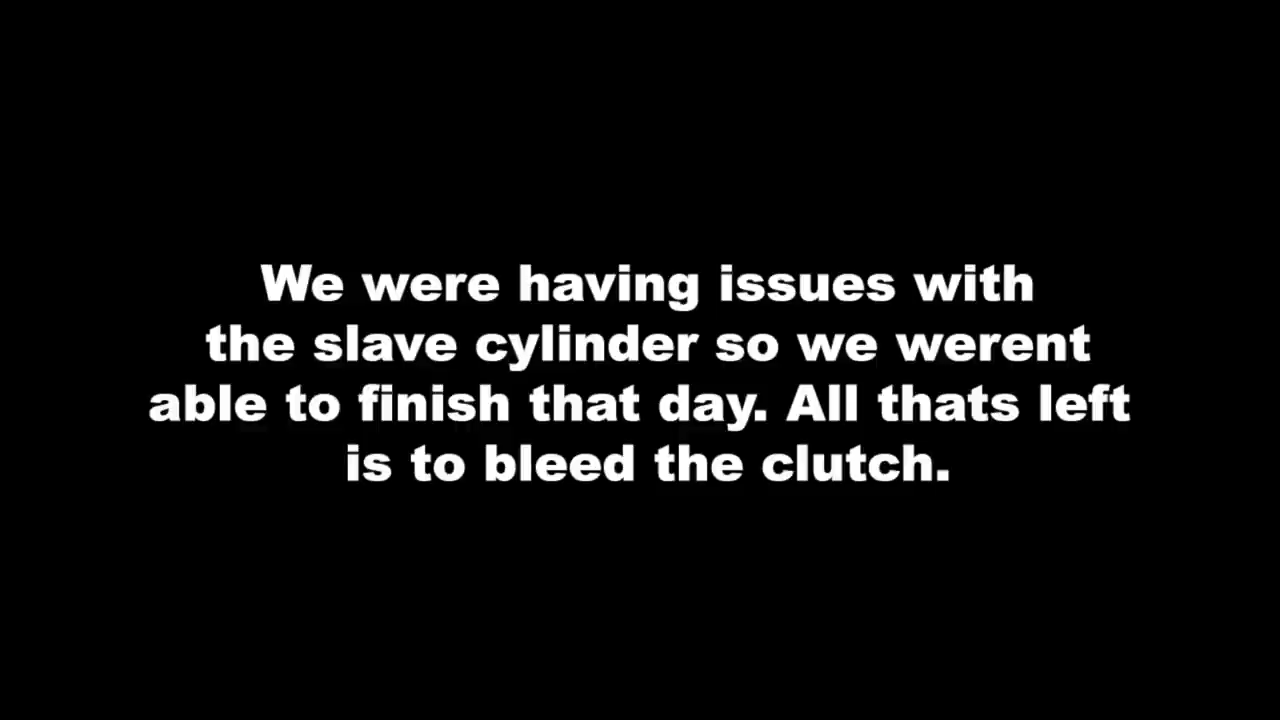 We were having issues with
the slave cylinder so we werent
able to finish that day. All thats left
is to bleed the clutch.